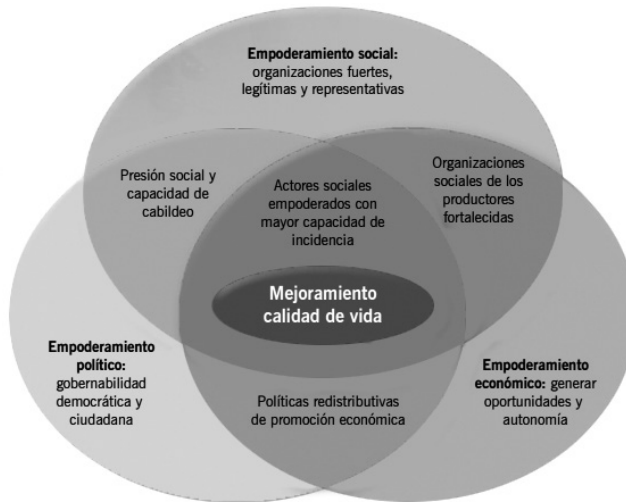 Empoderamiento social:
organizaciones fuertes,
legítimas y representativas
Presión social y
capacidad de
cabildeo
Actores sociales
empoderados con
mayor capacidad de
incidencia
Organizaciones
sociales de los
productores
fortalecidas
Mejoramiento
calidad de vida
Empoderamiento
político:
gobernabilidad
democrática y
ciudadana
Políticas redistributivas
de promoción económica
Empoderamiento
económico: generar
oportunidades y
autonomía